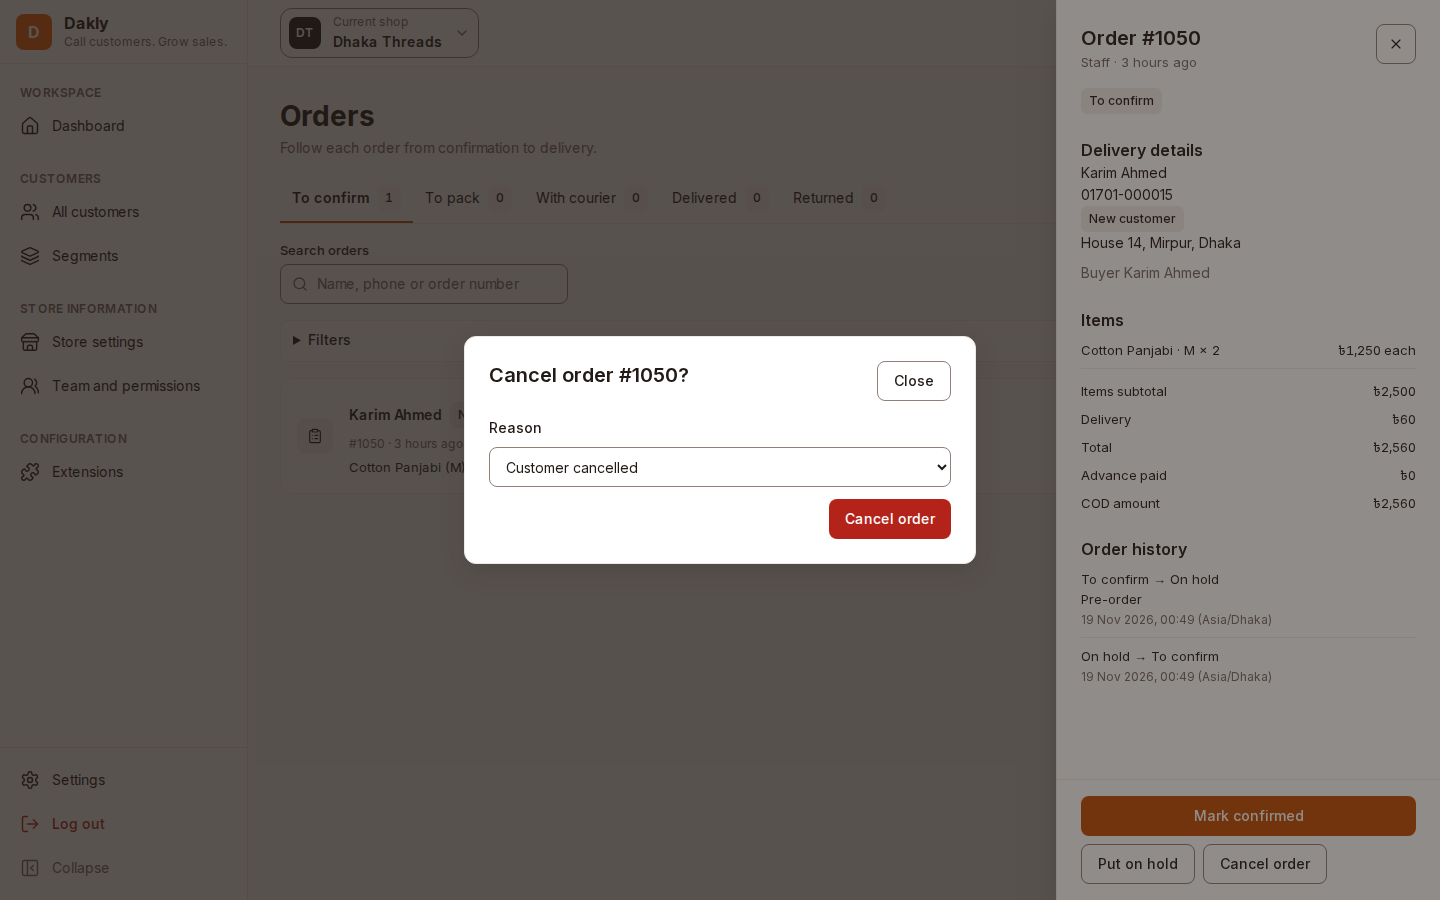 D
Dakly
Call customers. Grow sales.
WORKSPACE
Dashboard
CUSTOMERS
All customers
Segments
STORE INFORMATION
Store settings
Team and permissions
CONFIGURATION
Extensions
Settings
Log out
Collapse
DT
Current shop
Dhaka Threads
Orders
Follow each order from confirmation to delivery.
To confirm 1 To pack 0 With courier 0 Delivered 0 Returned 0
Search orders
Name, phone or order number
Filters
Karim Ahmed
#1050 · 3 hours ago
Cotton Panjabi (M)
Cancel order #1050?
Close
Reason
Customer cancelled
Cancel order
Order #1050
Staff · 3 hours ago
To confirm
Delivery details
Karim Ahmed
01701-000015
New customer
House 14, Mirpur, Dhaka
Buyer Karim Ahmed
Items
Cotton Panjabi · M × 2 ৳1,250 each
Items subtotal ৳2,500
Delivery ৳60
Total ৳2,560
Advance paid ৳0
COD amount ৳2,560
Order history
To confirm → On hold
Pre-order
19 Nov 2026, 00:49 (Asia/Dhaka)
On hold → To confirm
19 Nov 2026, 00:49 (Asia/Dhaka)
Mark confirmed
Put on hold
Cancel order